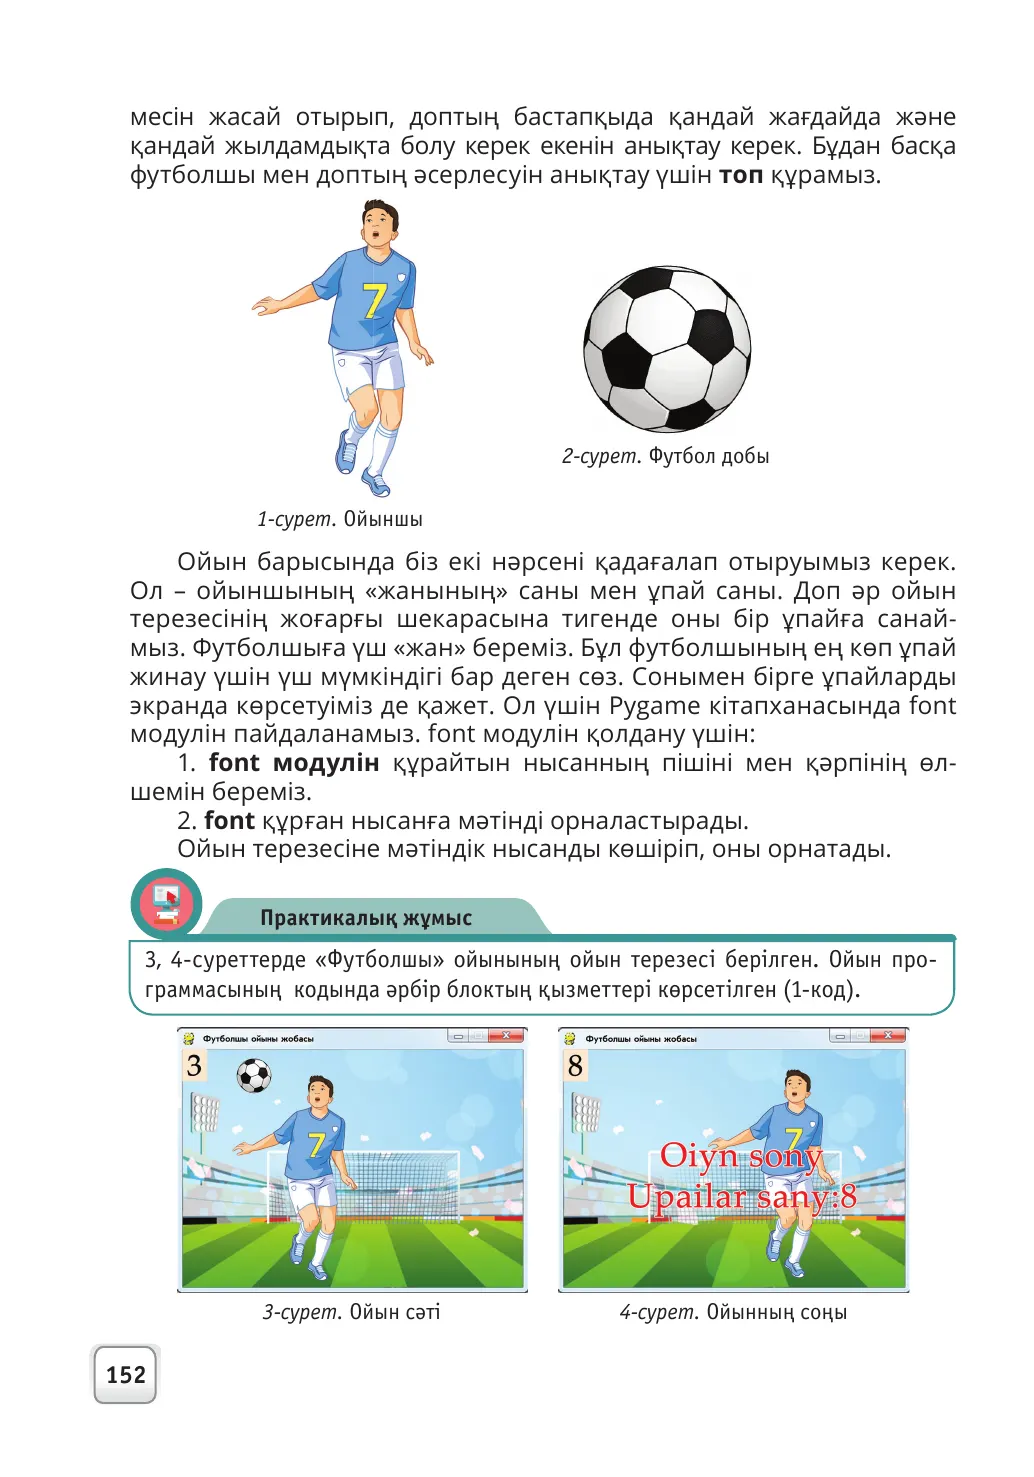 месін жасай отырып, доптың бастапқыда қандай жағдайда және
қандай жылдамдықта болу керек екенін анықтау керек. Бұдан басқа
футболшы мен доптың әсерлесуін анықтау үшін топ құрамыз.
7
2-сурет. Футбол добы
1-сурет. Ойыншы
Ойын барысында біз екі нәрсені қадағалап отыруымыз керек.
Ол – ойыншының «жанының» саны мен ұпай саны. Доп әр ойын
терезесінің жоғарғы шекарасына тигенде оны бір ұпайға санай-
мыз. Футболшыға үш «жан» береміз. Бұл футболшының ең көп ұпай
жинау үшін үш мүмкіндігі бар деген сөз. Сонымен бірге ұпайларды
экранда көрсетуіміз де қажет. Ол үшін Pygame кітапханасында font
модулін пайдаланамыз. font модулін қолдану үшін:
1. font модулін құрайтын нысанның пішіні мен қәрпінің өл-
шемін береміз.
2. font құрған нысанға мәтінді орналастырады.
Ойын терезесіне мәтіндік нысанды көшіріп, оны орнатады.
Практикалық жұмыс
3, 4-суреттерде «Футболшы» ойынының ойын терезесі берілген. Ойын про-
граммасының кодында әрбір блоктың қызметтері көрсетілген (1-код).
Футболшы ойыны жобасы
3
7
Футболшы ойыны жобасы
8
7
Oiyn sony
Upailar sany:8
3-сурет. Ойын сәті
4-сурет. Ойынның соңы
152